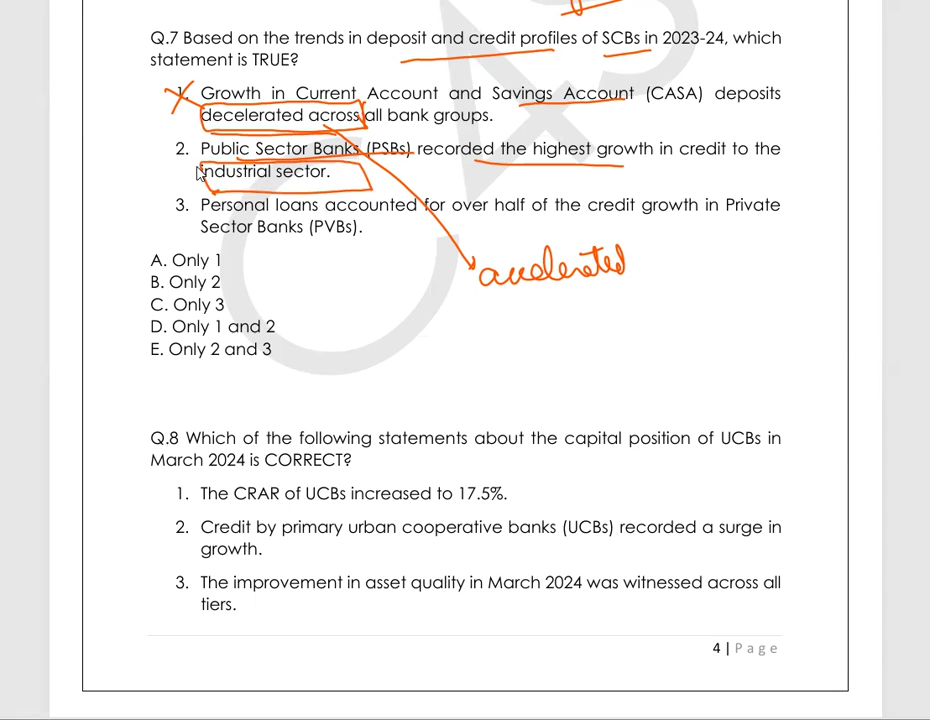 Q.7 Based on the trends in deposit and credit profiles of SCBs in 2023-24, which
statement is TRUE?
1. Growth in Current Account and Savings Account (CASA) deposits
decelerated across all bank groups.
2. Public Sector Banks (PSBs) recorded the highest growth in credit to the
industrial sector.
3. Personal loans accounted for over half of the credit growth in Private
Sector Banks (PVBs).
accelerated
A. Only 1
B. Only 2
C. Only 3
D. Only 1 and 2
E. Only 2 and 3
Q.8 Which of the following statements about the capital position of UCBs in
March 2024 is CORRECT?
1. The CRAR of UCBs increased to 17.5%.
2. Credit by primary urban cooperative banks (UCBs) recorded a surge in
growth.
3. The improvement in asset quality in March 2024 was witnessed across all
tiers.
4 | Page